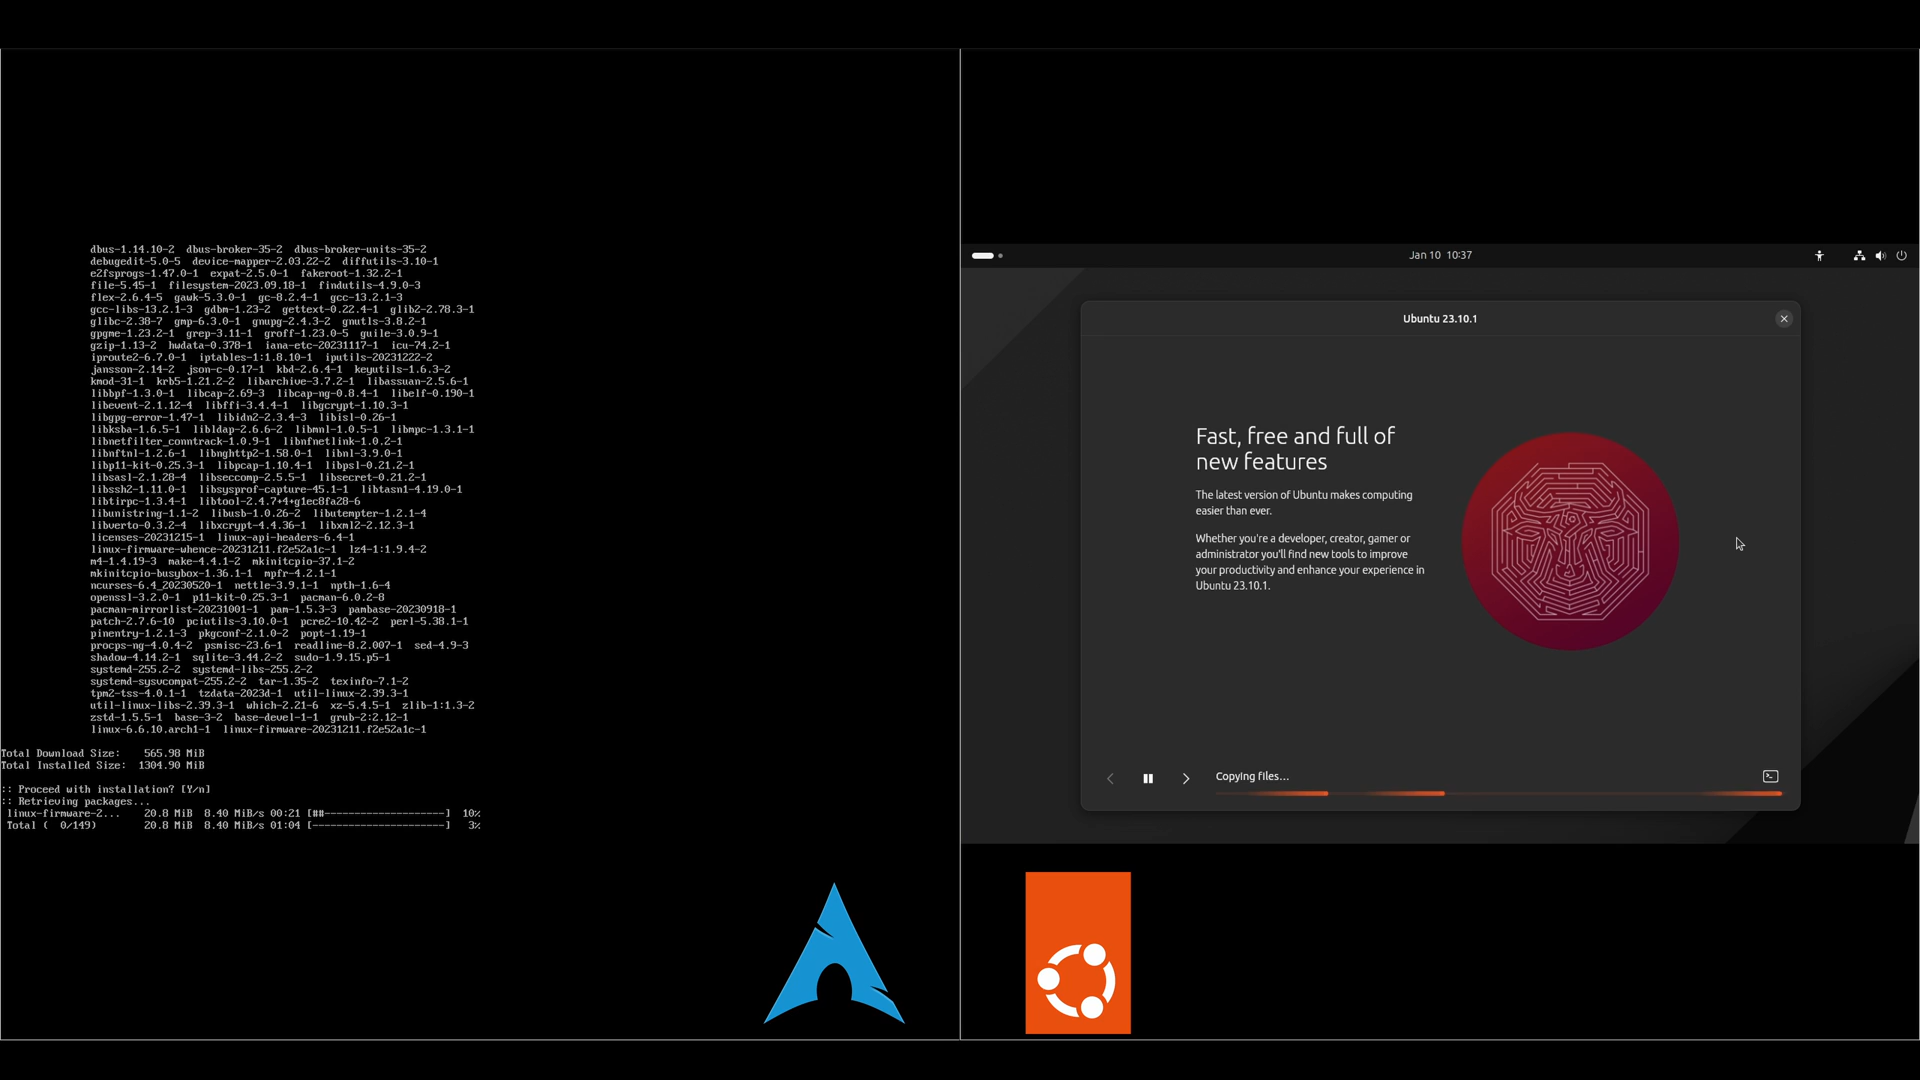 dbus-1.14.10-2 dbus-broker-35-2 dbus-broker-units-35-2
debugedit-5.0-5 device-mapper-2.03.22-2 diffutils-3.10-1
e2fsprogs-1.47.0-1 expat-2.5.0-1 fakeroot-1.32.2-1
file-5.45-1 filesystem-2023.09.18-1 findutils-4.9.0-3
flex-2.6.4-5 gawk-5.3.0-1 gc-8.2.4-1 gcc-13.2.1-3
gcc-libs-13.2.1-3 gdbm-1.23-2 gettext-0.22.4-1 glib2-2.78.3-1
glibc-2.38-7 gmp-6.3.0-1 gnupg-2.4.3-2 gnutls-3.8.2-1
gpgme-1.23.2-1 grep-3.11-1 groff-1.23.0-5 guile-3.0.9-1
gzip-1.13-2 hwdata-0.378-1 iana-etc-20231117-1 icu-74.2-1
iproute2-6.7.0-1 iptables-1:1.8.10-1 iputils-20231222-2
jansson-2.14-2 json-c-0.17-1 kbd-2.6.4-1 keyutils-1.6.3-2
kmod-31-1 krb5-1.21.2-2 libarchive-3.7.2-1 libassuan-2.5.6-1
libbpf-1.3.0-1 libcap-2.69-3 libcap-ng-0.8.4-1 libelf-0.190-1
libevent-2.1.12-4 libffi-3.4.4-1 libgcrypt-1.10.3-1
libgpg-error-1.47-1 libidn2-2.3.4-3 libisl-0.26-1
libksba-1.6.5-1 libldap-2.6.6-2 libmnl-1.0.5-1 libmpc-1.3.1-1
libnetfilter_conntrack-1.0.9-1 libnfnetlink-1.0.2-1
libnftnl-1.2.6-1 libnghttp2-1.58.0-1 libnl-3.9.0-1
libp11-kit-0.25.3-1 libpcap-1.10.4-1 libpsl-0.21.2-1
libsasl-2.1.28-4 libseccomp-2.5.5-1 libsecret-0.21.2-1
libssh2-1.11.0-1 libsysprof-capture-45.1-1 libtasn1-4.19.0-1
libtirpc-1.3.4-1 libtool-2.4.7+4+g1ec8fa28-6
libunistring-1.1-2 libusb-1.0.26-2 libutempter-1.2.1-4
libverto-0.3.2-4 libxcrypt-4.4.36-1 libxml2-2.12.3-1
licenses-20231215-1 linux-api-headers-6.4-1
linux-firmware-whence-20231211.f2e52a1c-1 lz4-1:1.9.4-2
m4-1.4.19-3 make-4.4.1-2 mkinitcpio-37.1-2
mkinitcpio-busybox-1.36.1-1 mpfr-4.2.1-1
ncurses-6.4_20230520-1 nettle-3.9.1-1 npth-1.6-4
openssl-3.2.0-1 p11-kit-0.25.3-1 pacman-6.0.2-8
pacman-mirrorlist-20231001-1 pam-1.5.3-3 pambase-20230918-1
patch-2.7.6-10 pciutils-3.10.0-1 pcre2-10.42-2 perl-5.38.1-1
pinentry-1.2.1-3 pkgconf-2.1.0-2 popt-1.19-1
procps-ng-4.0.4-2 psmisc-23.6-1 readline-8.2.007-1 sed-4.9-3
shadow-4.14.2-1 sqlite-3.44.2-2 sudo-1.9.15.p5-1
systemd-255.2-2 systemd-libs-255.2-2
systemd-sysvcompat-255.2-2 tar-1.35-2 texinfo-7.1-2
tpm2-tss-4.0.1-1 tzdata-2023d-1 util-linux-2.39.3-1
util-linux-libs-2.39.3-1 which-2.21-6 xz-5.4.5-1 zlib-1:1.3-2
zstd-1.5.5-1 base-3-2 base-devel-1-1 grub-2:2.12-1
linux-6.6.10.arch1-1 linux-firmware-20231211.f2e52a1c-1
Total Download Size: 565.98 MiB
Total Installed Size: 1304.90 MiB
:: Proceed with installation? [Y/n]
:: Retrieving packages...
linux-firmware-2... 20.8 MiB 8.40 MiB/s 00:21 [##---------------------] 10%
Total ( 0/149) 20.8 MiB 8.40 MiB/s 01:04 [-----------------------] 3%
Jan 10 10:37
Ubuntu 23.10.1
Fast, free and full of
new features
The latest version of Ubuntu makes computing
easier than ever.
Whether you're a developer, creator, gamer or
administrator you'll find new tools to improve
your productivity and enhance your experience in
Ubuntu 23.10.1.
Copying files...